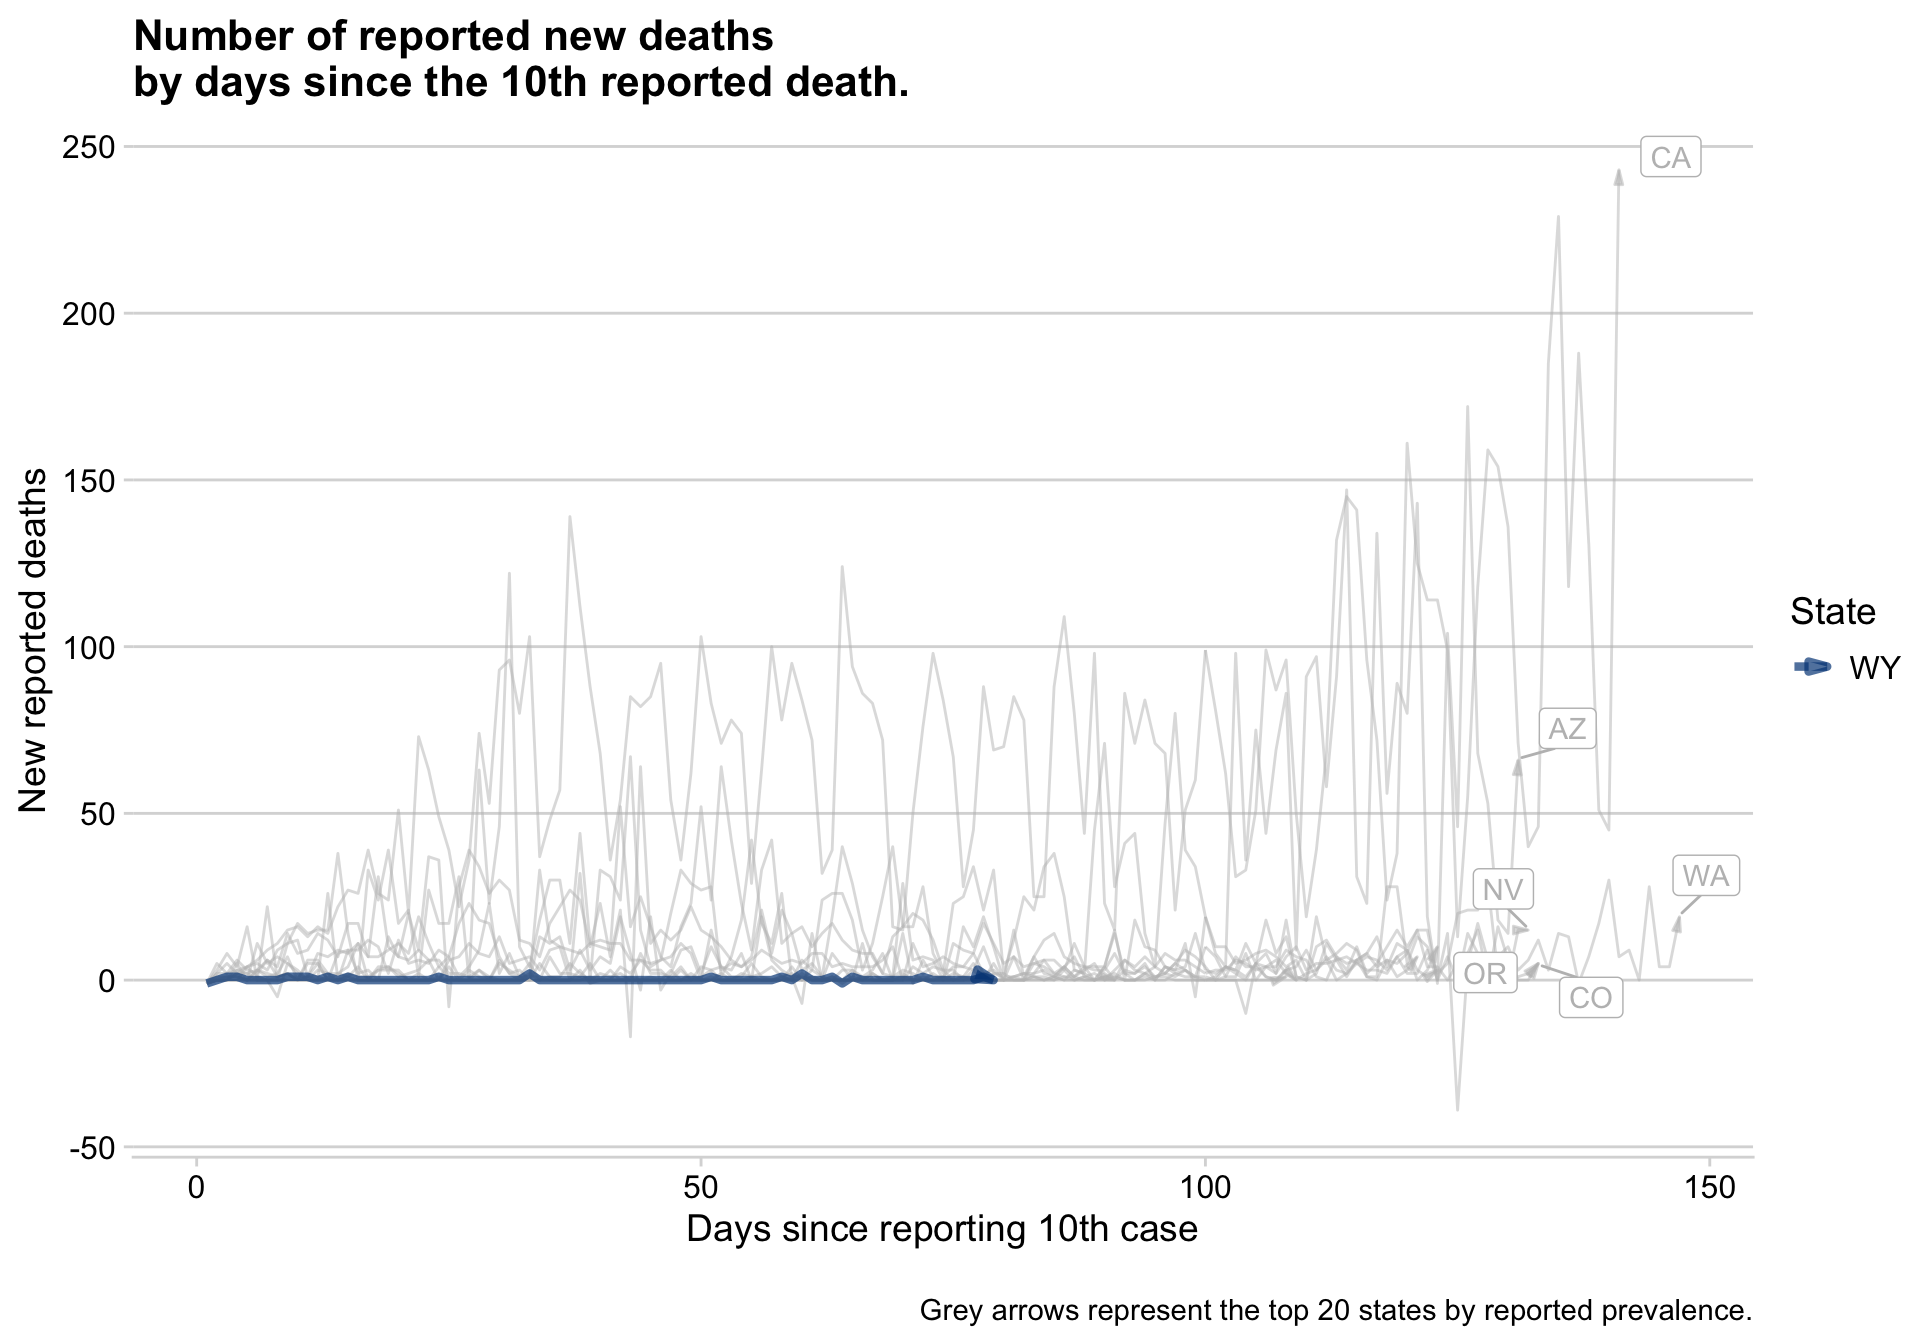 Number of reported new deaths
by days since the 10th reported death.
250
200
150
100
50
0
-50
New reported deaths
CA
AZ
NV
WA
OR
CO
State
WY
0
50
100
150
Days since reporting 10th case
Grey arrows represent the top 20 states by reported prevalence.